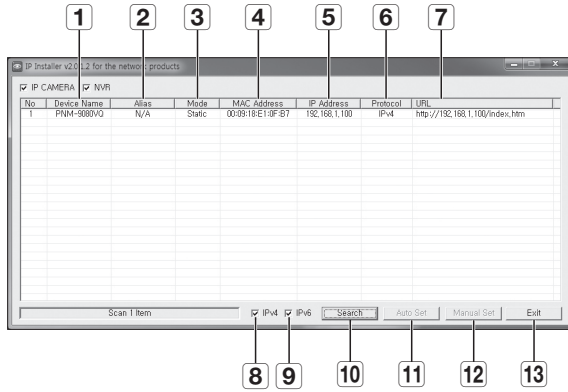 1 2 3 4 5 6 7
IP Installer v2.0.1.2 for the network products
IP CAMERA NVR
No Device Name Alias Mode MAC Address IP Address Protocol URL
1 PNM-9080VQ N/A Static 00:09:18:E1:0F:B7 192,168,1,100 IPv4 http://192,168,1,100/index,htm
Scan 1 Item IPv4 IPv6 Search Auto Set Manual Set Exit
8 9 10 11 12 13